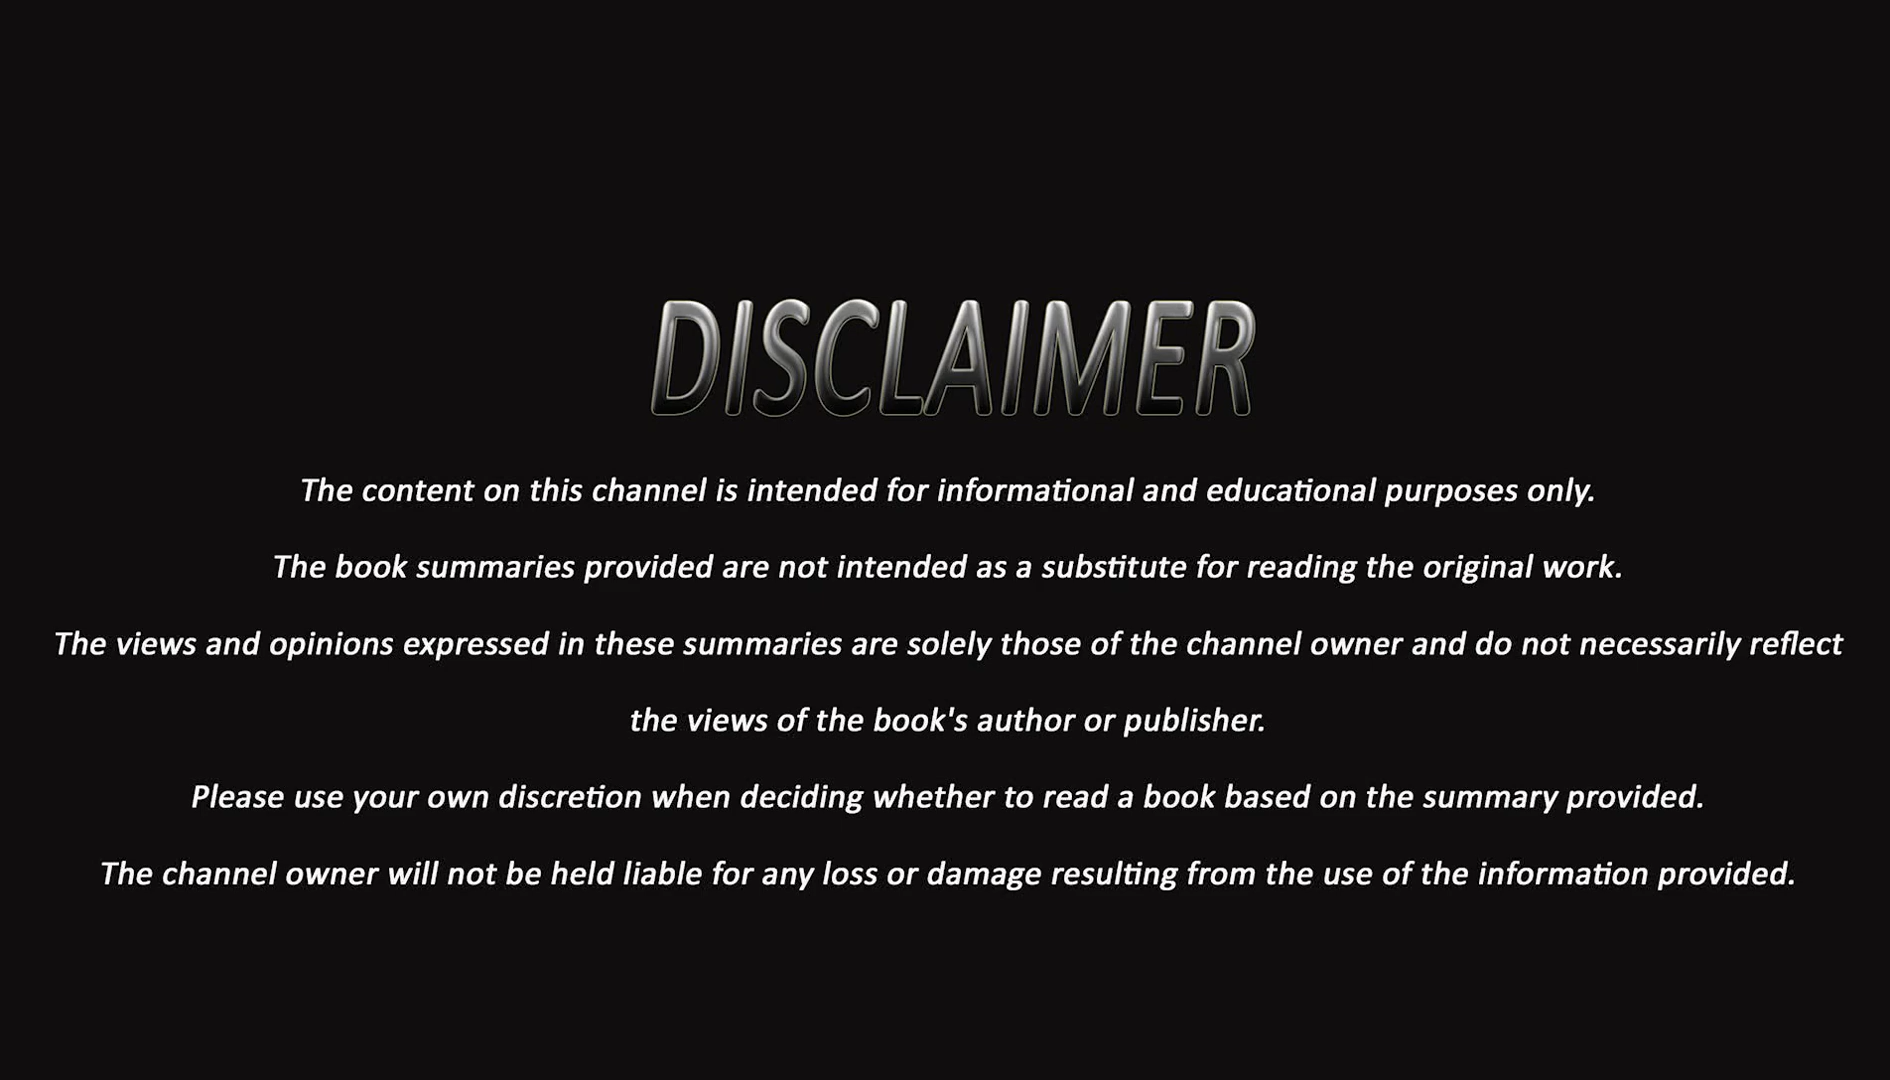 DISCLAIMER
The content on this channel is intended for informational and educational purposes only.
The book summaries provided are not intended as a substitute for reading the original work.
The views and opinions expressed in these summaries are solely those of the channel owner and do not necessarily reflect
the views of the book's author or publisher.
Please use your own discretion when deciding whether to read a book based on the summary provided.
The channel owner will not be held liable for any loss or damage resulting from the use of the information provided.